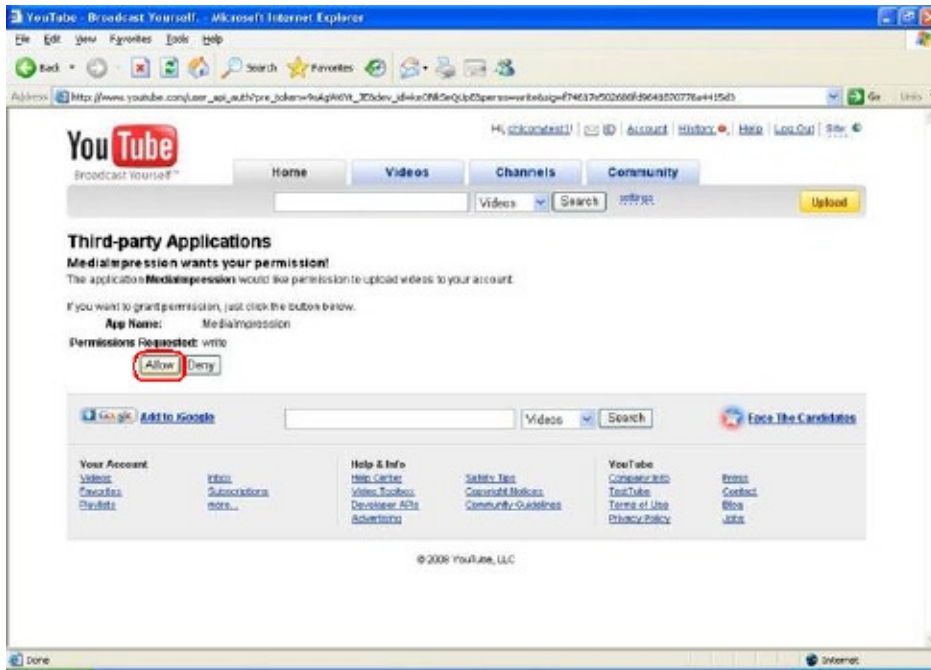 YouTube - Broadcast Yourself. - Microsoft Internet Explorer
File Edit View Favorites Tools Help
Back Search Favorites
Address Go Links
You Tube
Broadcast Yourself™
Hi, | Account | History | Help | Log Out | Site:
Home Videos Channels Community
Videos Search Upload
Third-party Applications
MediaImpression wants your permission!
The application MediaImpression would like permission to upload videos to your account.
If you want to grant permission, just click the button below.
App Name: MediaImpression
Permissions Requested: write
Allow Deny
Google Add to iGoogle Videos Search Face The Candidates
Your Account Help & Info YouTube
Videos Inbox Help Center Safety Tips Company Info Press
Favorites Subscriptions Video Toolbox Copyright Notices TestTube Contact
Playlists more... Developer APIs Community Guidelines Terms of Use Blog
Advertising Privacy Policy Jobs
© 2008 YouTube, LLC
Done Internet